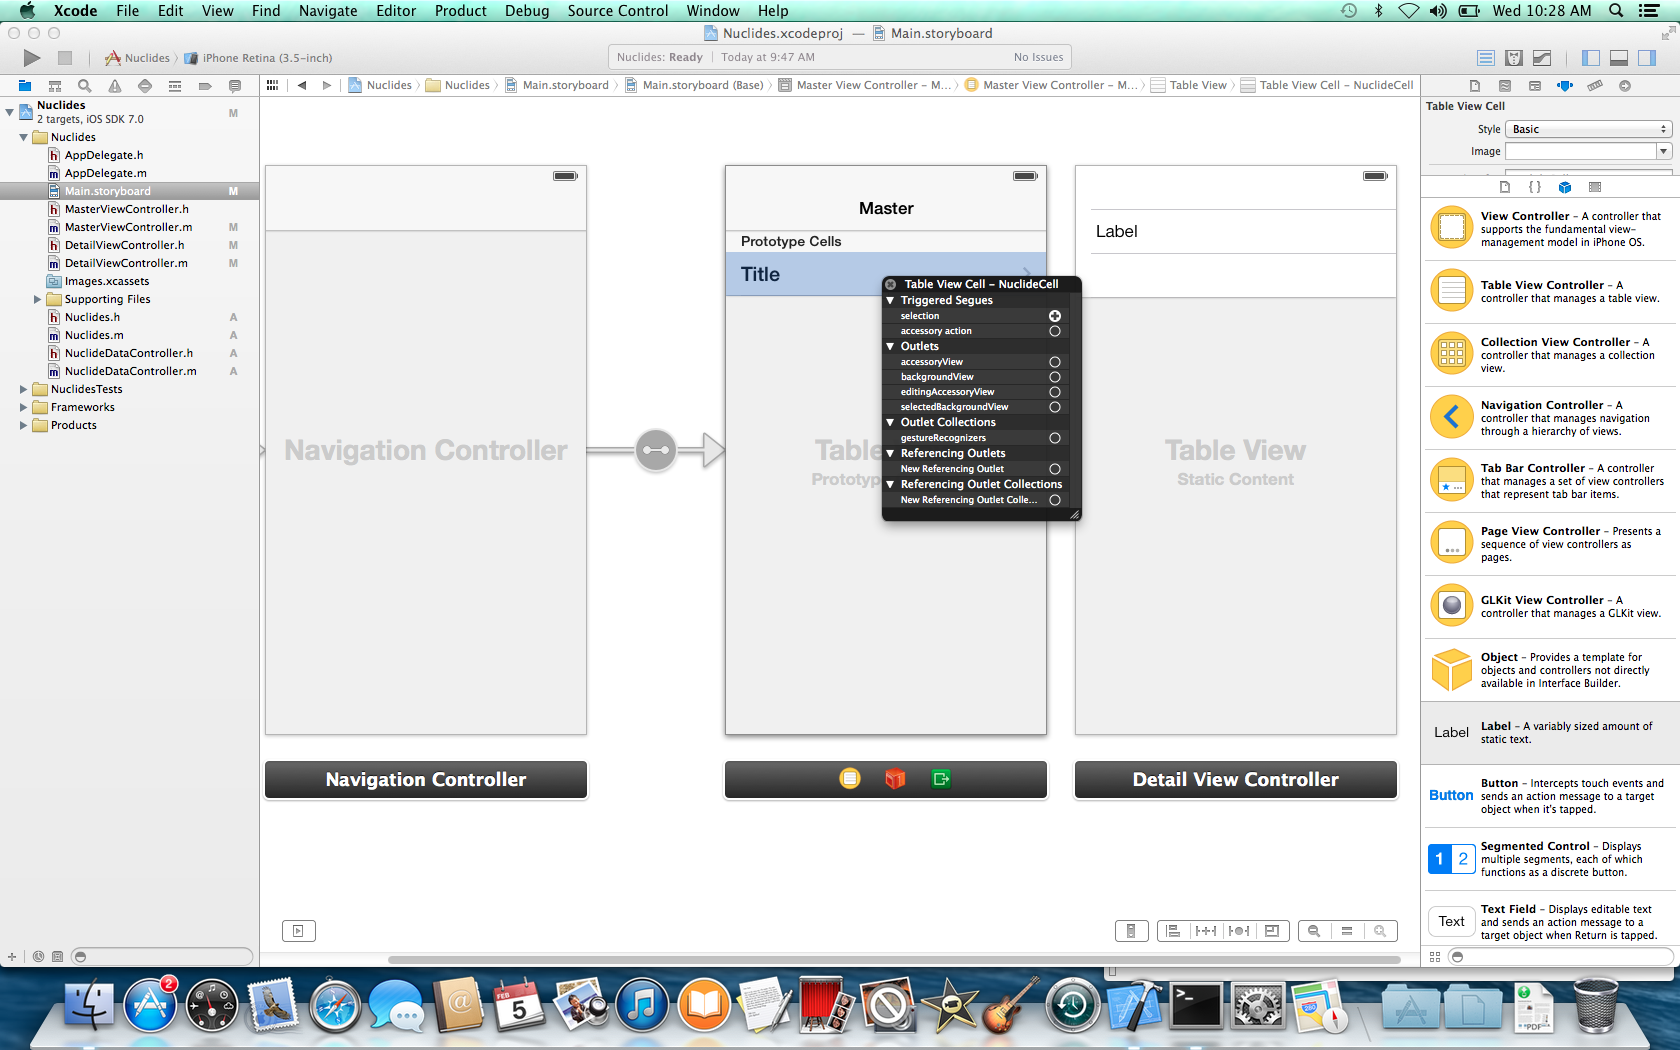 Xcode File Edit View Find Navigate Editor Product Debug Source Control Window Help Wed 10:28 AM
Nuclides.xcodeproj — Main.storyboard
Nuclides iPhone Retina (3.5-inch)
Nuclides: Ready Today at 9:47 AM No Issues
Nuclides Nuclides Main.storyboard Main.storyboard (Base) Master View Controller – M... Master View Controller – M... Table View Table View Cell – NuclideCell
Nuclides M
2 targets, iOS SDK 7.0
Nuclides
AppDelegate.h
AppDelegate.m
Main.storyboard M
MasterViewController.h
MasterViewController.m M
DetailViewController.h M
DetailViewController.m M
Images.xcassets
Supporting Files
Nuclides.h A
Nuclides.m A
NuclideDataController.h A
NuclideDataController.m A
NuclidesTests
Frameworks
Products
Navigation Controller
Navigation Controller
Master
Prototype Cells
Title
Table
Prototyp
Table View Cell – NuclideCell
Triggered Segues
selection
accessory action
Outlets
accessoryView
backgroundView
editingAccessoryView
selectedBackgroundView
Outlet Collections
gestureRecognizers
Referencing Outlets
New Referencing Outlet
Referencing Outlet Collections
New Referencing Outlet Colle...
Label
Table View
Static Content
Detail View Controller
Table View Cell
Style Basic
Image
View Controller – A controller that
supports the fundamental view-
management model in iPhone OS.
Table View Controller – A
controller that manages a table view.
Collection View Controller – A
controller that manages a collection
view.
Navigation Controller – A
controller that manages navigation
through a hierarchy of views.
Tab Bar Controller – A controller
that manages a set of view controllers
that represent tab bar items.
Page View Controller – Presents a
sequence of view controllers as
pages.
GLKit View Controller – A
controller that manages a GLKit view.
Object – Provides a template for
objects and controllers not directly
available in Interface Builder.
Label
Label – A variably sized amount of
static text.
Button
Button – Intercepts touch events and
sends an action message to a target
object when it's tapped.
1 2
Segmented Control – Displays
multiple segments, each of which
functions as a discrete button.
Text
Text Field – Displays editable text
and sends an action message to a
target object when Return is tapped.
2
FEB
5
PDF